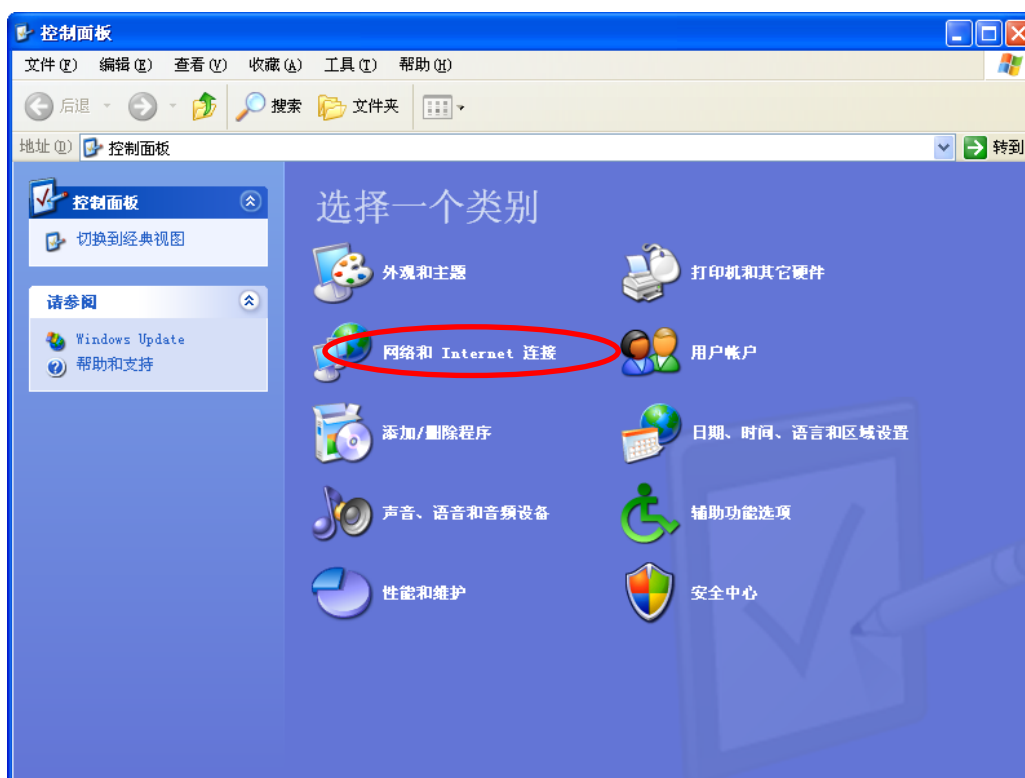 控制面板
文件(F) 编辑(E) 查看(V) 收藏(A) 工具(T) 帮助(H)
后退 搜索 文件夹
地址(D) 控制面板 转到
控制面板
切换到经典视图
请参阅
Windows Update
帮助和支持
选择一个类别
外观和主题 打印机和其它硬件
网络和 Internet 连接 用户帐户
添加/删除程序 日期、时间、语言和区域设置
声音、语音和音频设备 辅助功能选项
性能和维护 安全中心